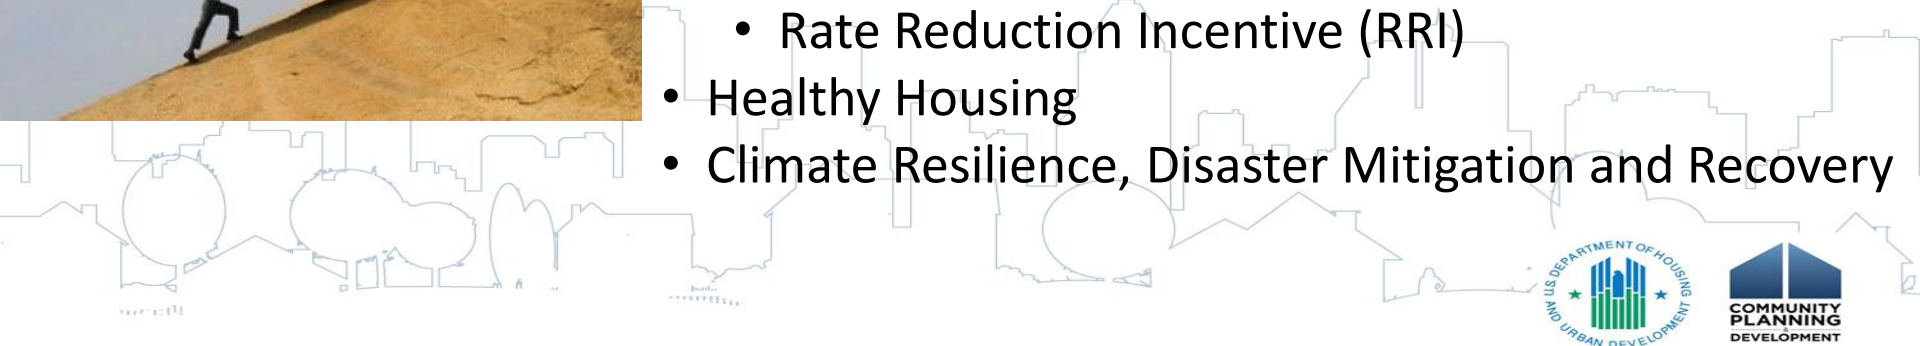 • Rate Reduction Incentive (RRI)
• Healthy Housing
• Climate Resilience, Disaster Mitigation and Recovery
U.S. DEPARTMENT OF HOUSING
AND URBAN DEVELOPMENT
COMMUNITY
PLANNING
&
DEVELOPMENT